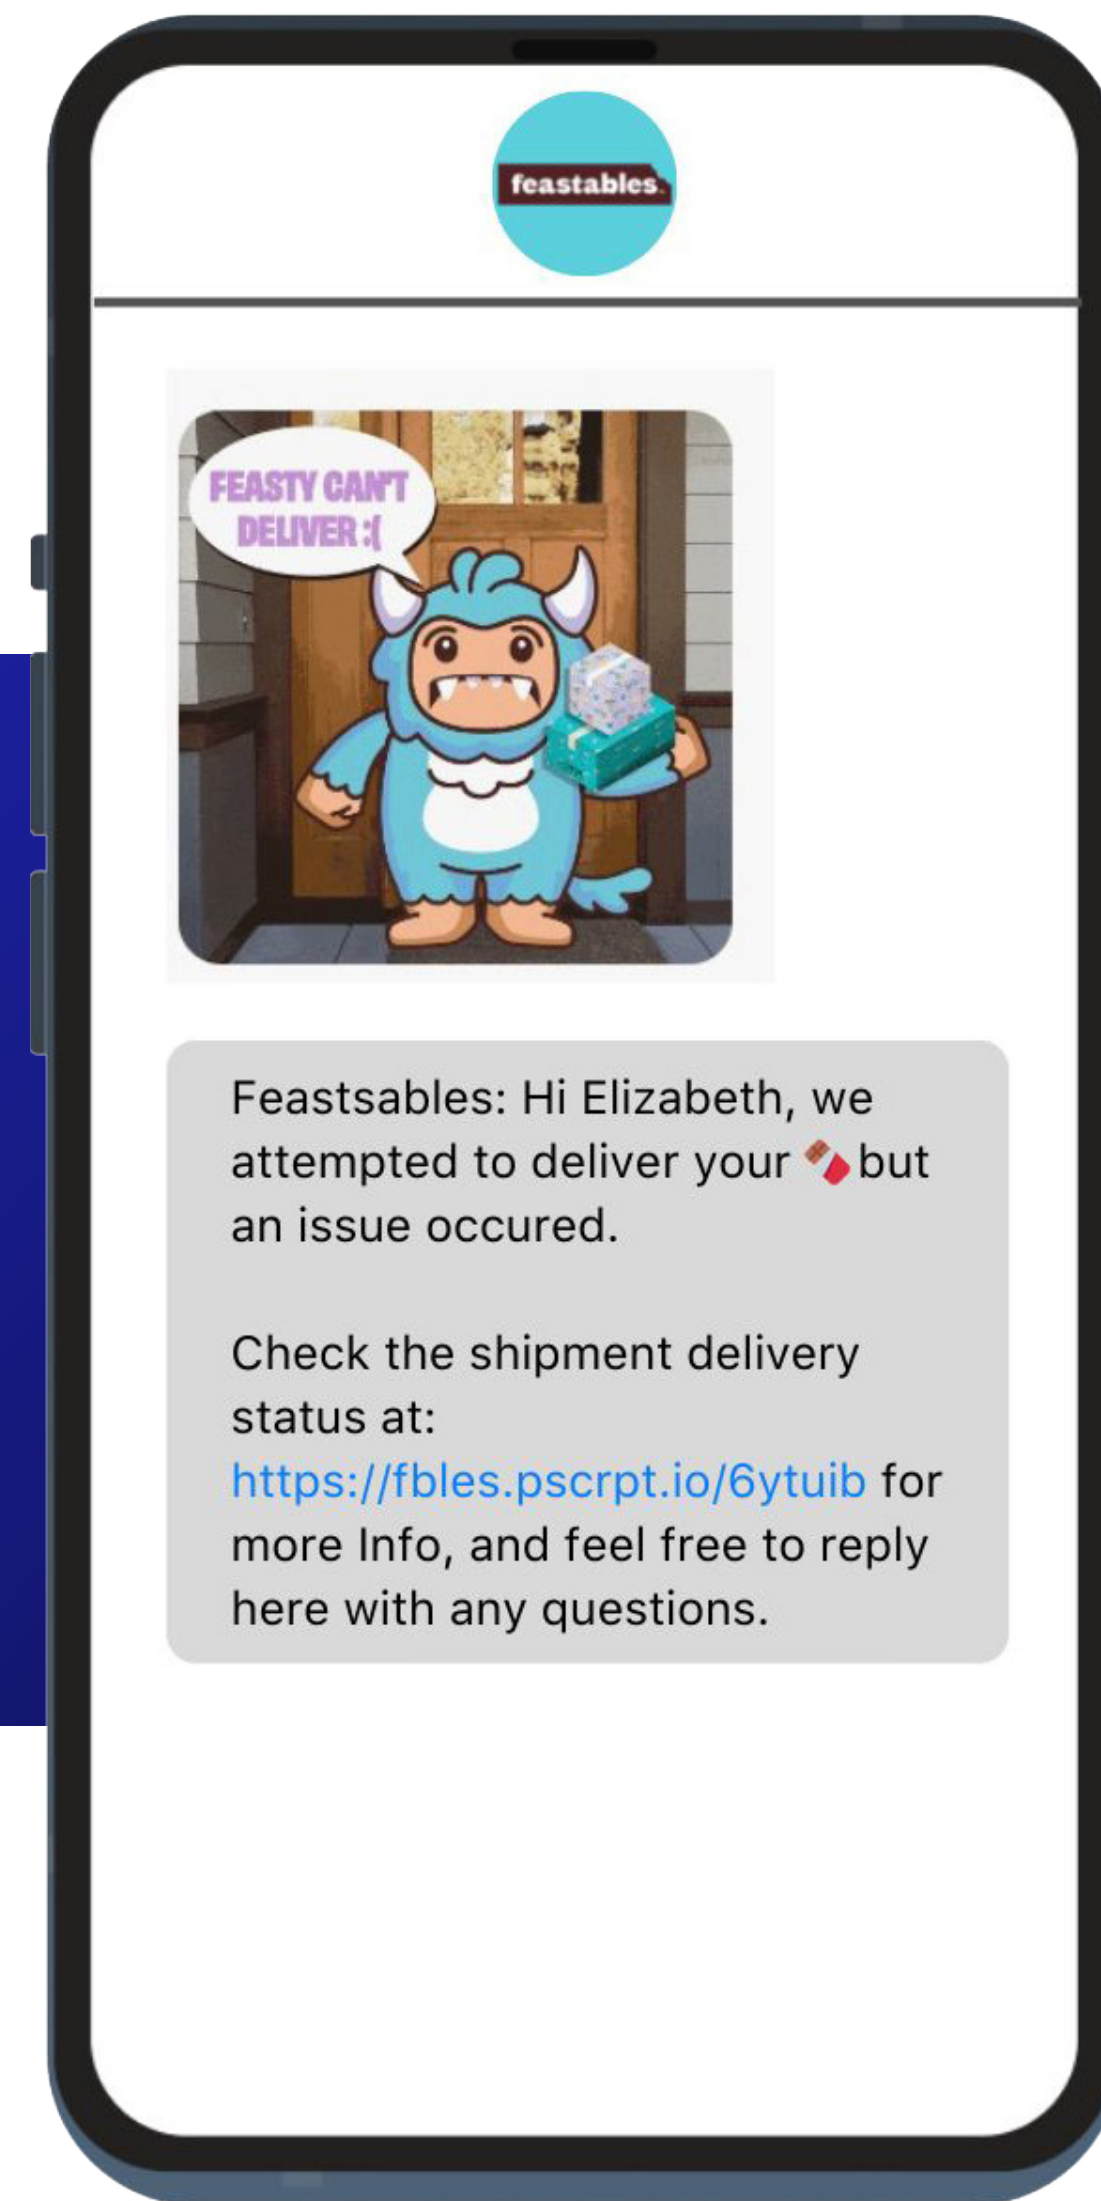 feastables.
FEASTY CAN'T
DELIVER :(
Feastsables: Hi Elizabeth, we
attempted to deliver your 🍫 but
an issue occured.
Check the shipment delivery
status at:
https://fbles.pscrpt.io/6ytuib for
more Info, and feel free to reply
here with any questions.